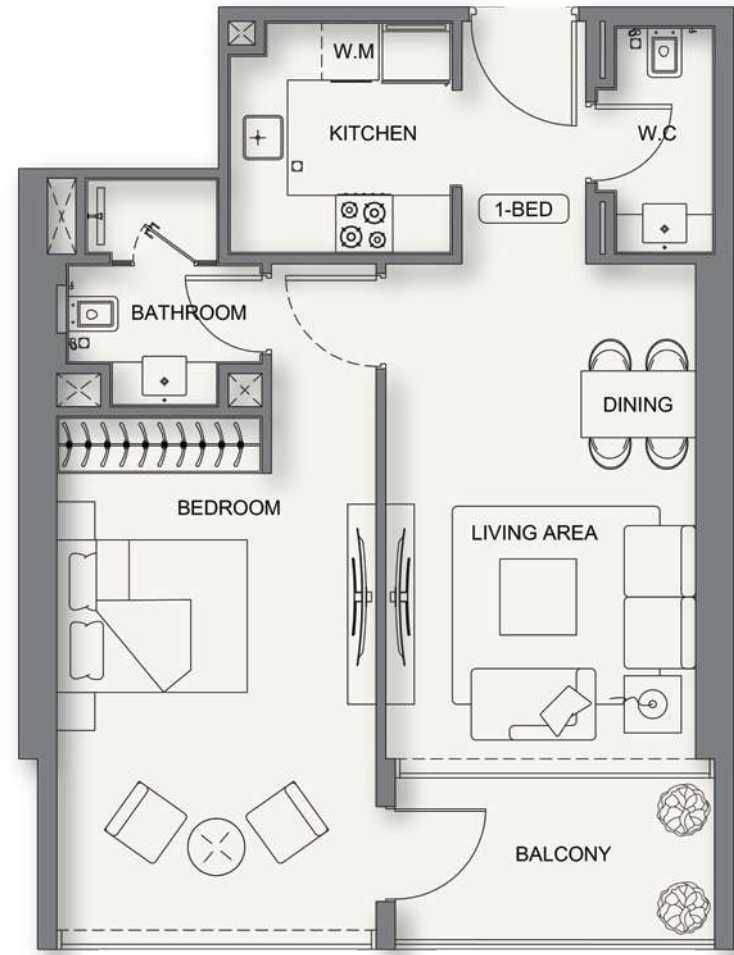 W.M
KITCHEN
W.C
1-BED
BATHROOM
DINING
BEDROOM
LIVING AREA
BALCONY